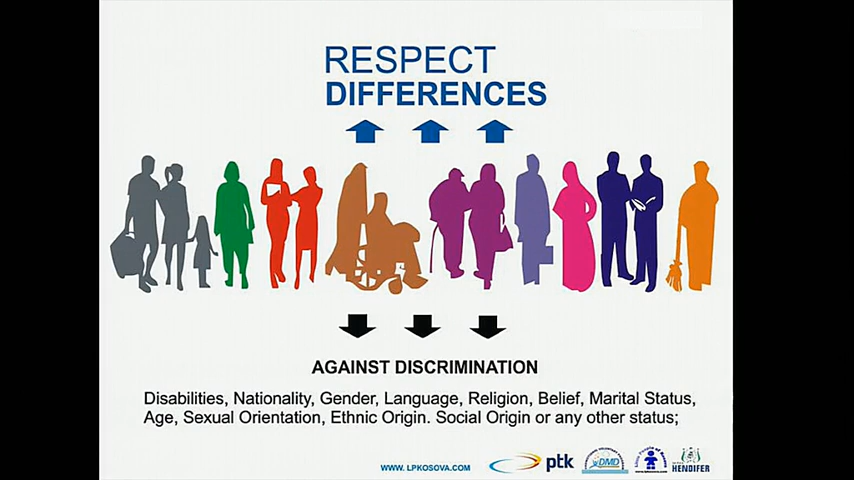 RESPECT
DIFFERENCES
AGAINST DISCRIMINATION
Disabilities, Nationality, Gender, Language, Religion, Belief, Marital Status,
Age, Sexual Orientation, Ethnic Origin. Social Origin or any other status;
WWW. LPKOSOVA.COM
ptk
DMD
HENDIFER